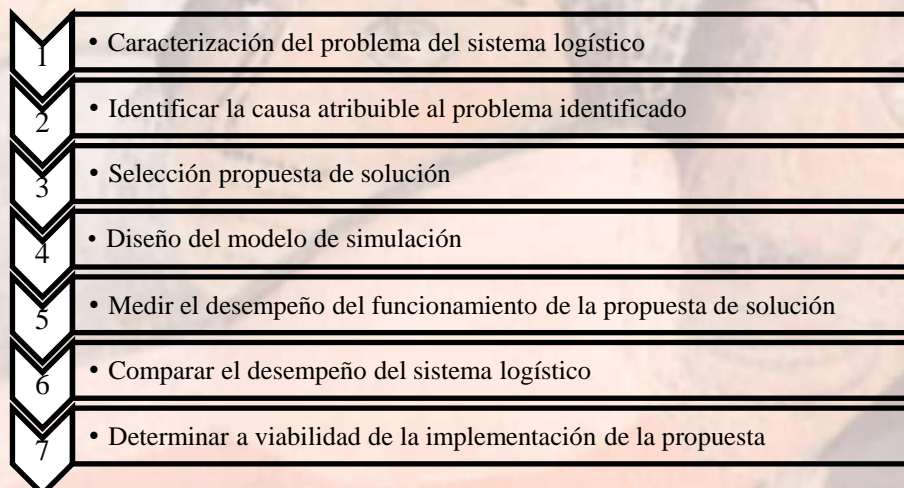 1 • Caracterización del problema del sistema logístico
2 • Identificar la causa atribuible al problema identificado
3 • Selección propuesta de solución
4 • Diseño del modelo de simulación
5 • Medir el desempeño del funcionamiento de la propuesta de solución
6 • Comparar el desempeño del sistema logístico
7 • Determinar a viabilidad de la implementación de la propuesta